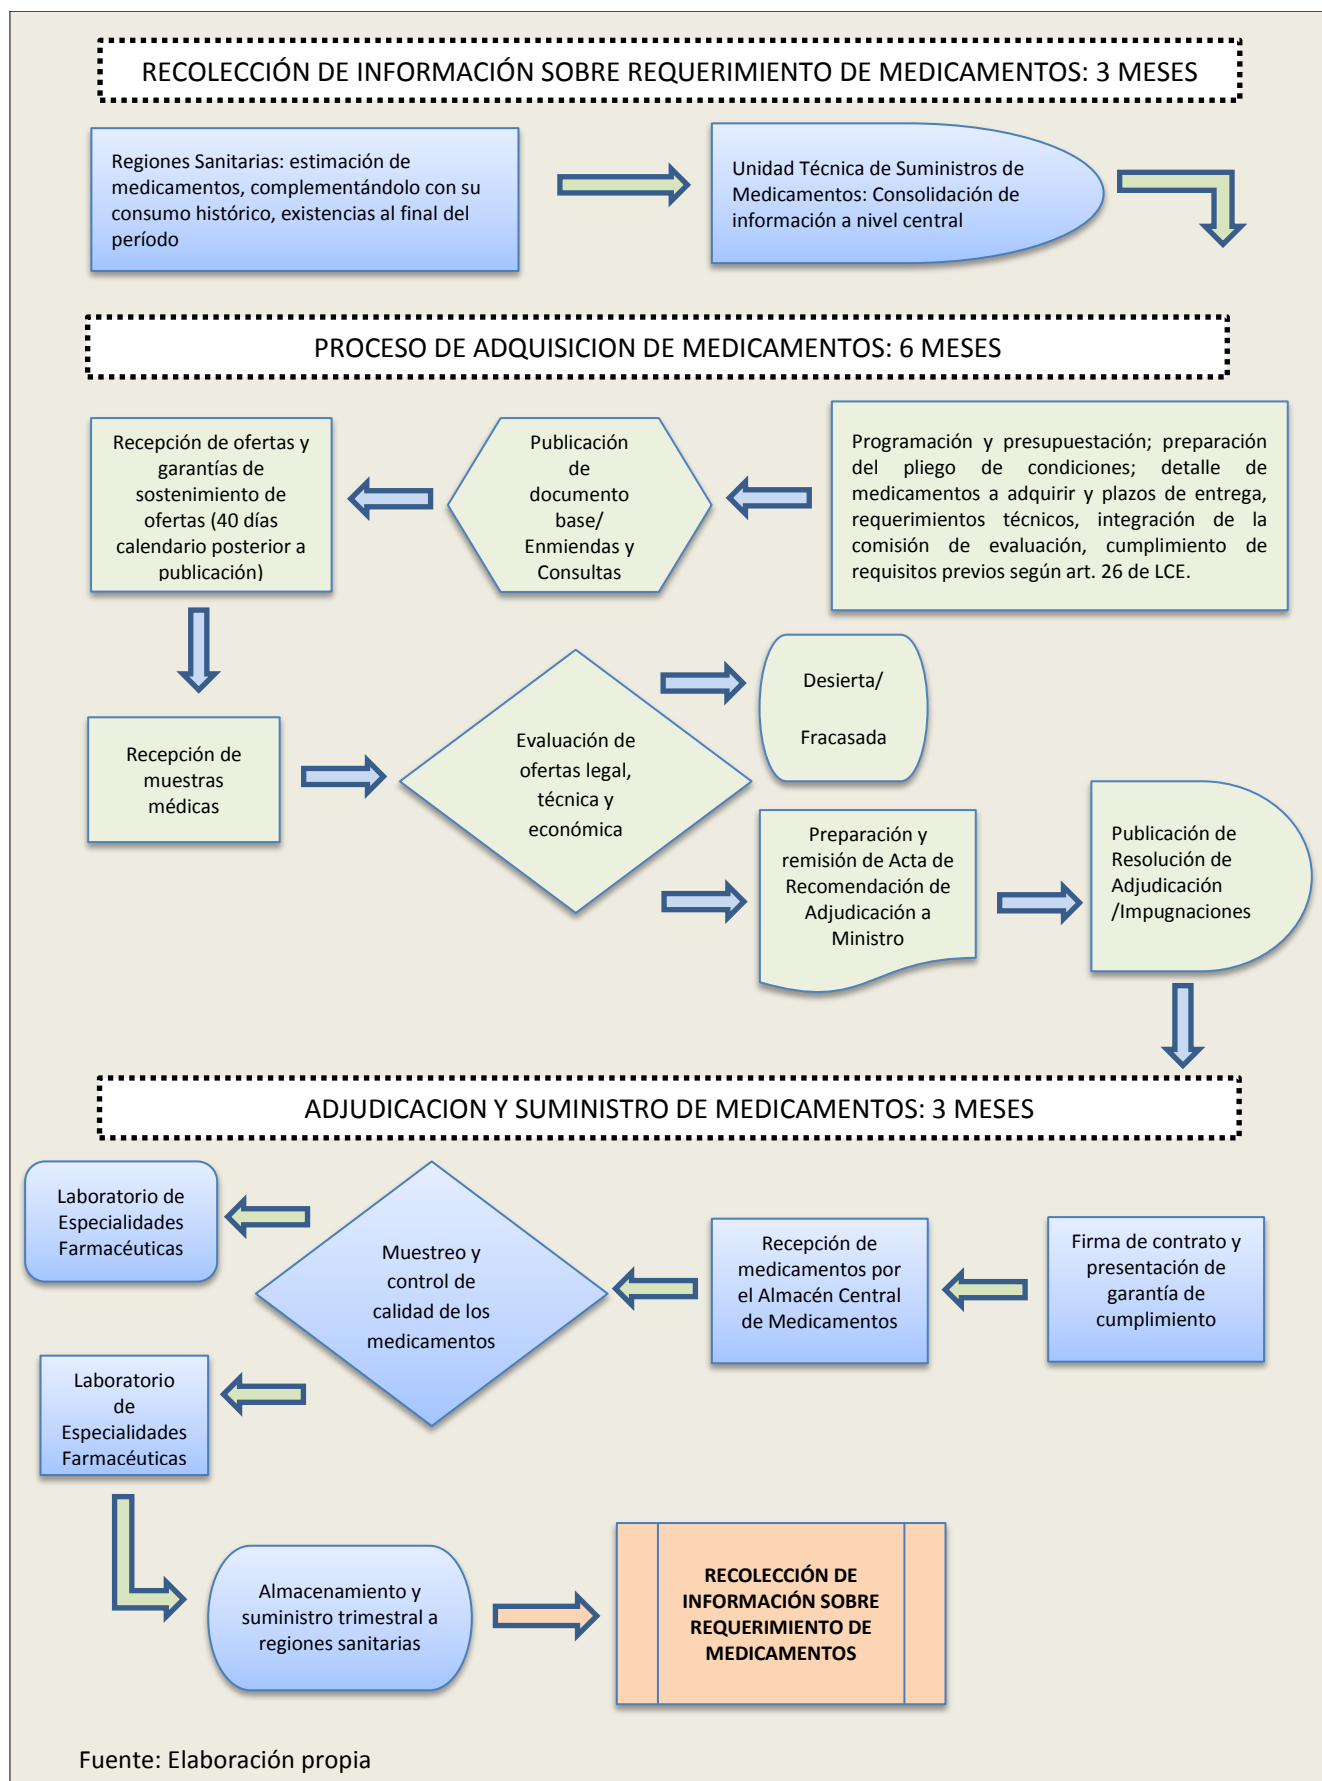 RECOLECCIÓN DE INFORMACIÓN SOBRE REQUERIMIENTO DE MEDICAMENTOS: 3 MESES
Regiones Sanitarias: estimación de
medicamentos, complementándolo con su
consumo histórico, existencias al final del
período
Unidad Técnica de Suministros de
Medicamentos: Consolidación de
información a nivel central
PROCESO DE ADQUISICION DE MEDICAMENTOS: 6 MESES
Programación y presupuestación; preparación
del pliego de condiciones; detalle de
medicamentos a adquirir y plazos de entrega,
requerimientos técnicos, integración de la
comisión de evaluación, cumplimiento de
requisitos previos según art. 26 de LCE.
Publicación
de
documento
base/
Enmiendas y
Consultas
Recepción de ofertas y
garantías de
sostenimiento de
ofertas (40 días
calendario posterior a
publicación)
Recepción de
muestras
médicas
Evaluación de
ofertas legal,
técnica y
económica
Desierta/
Fracasada
Preparación y
remisión de Acta de
Recomendación de
Adjudicación a
Ministro
Publicación de
Resolución de
Adjudicación
/Impugnaciones
ADJUDICACION Y SUMINISTRO DE MEDICAMENTOS: 3 MESES
Firma de contrato y
presentación de
garantía de
cumplimiento
Recepción de
medicamentos por
el Almacén Central
de Medicamentos
Muestreo y
control de
calidad de los
medicamentos
Laboratorio de
Especialidades
Farmacéuticas
Laboratorio
de
Especialidades
Farmacéuticas
Almacenamiento y
suministro trimestral a
regiones sanitarias
RECOLECCIÓN DE
INFORMACIÓN SOBRE
REQUERIMIENTO DE
MEDICAMENTOS
Fuente: Elaboración propia